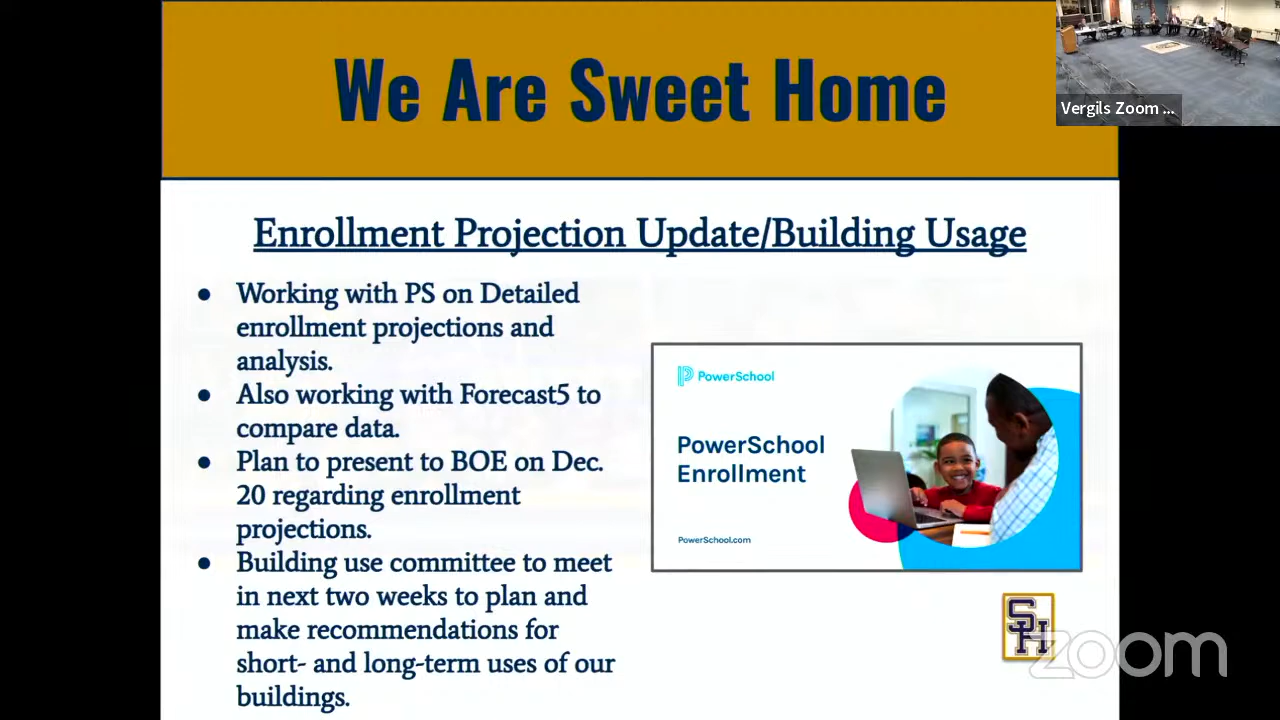 We Are Sweet Home
Vergils Zoom ...
Enrollment Projection Update/Building Usage
● Working with PS on Detailed
enrollment projections and
analysis.
● Also working with Forecast5 to
compare data.
● Plan to present to BOE on Dec.
20 regarding enrollment
projections.
● Building use committee to meet
in next two weeks to plan and
make recommendations for
short- and long-term uses of our
buildings.
PowerSchool
PowerSchool
Enrollment
PowerSchool.com
SH
zoom